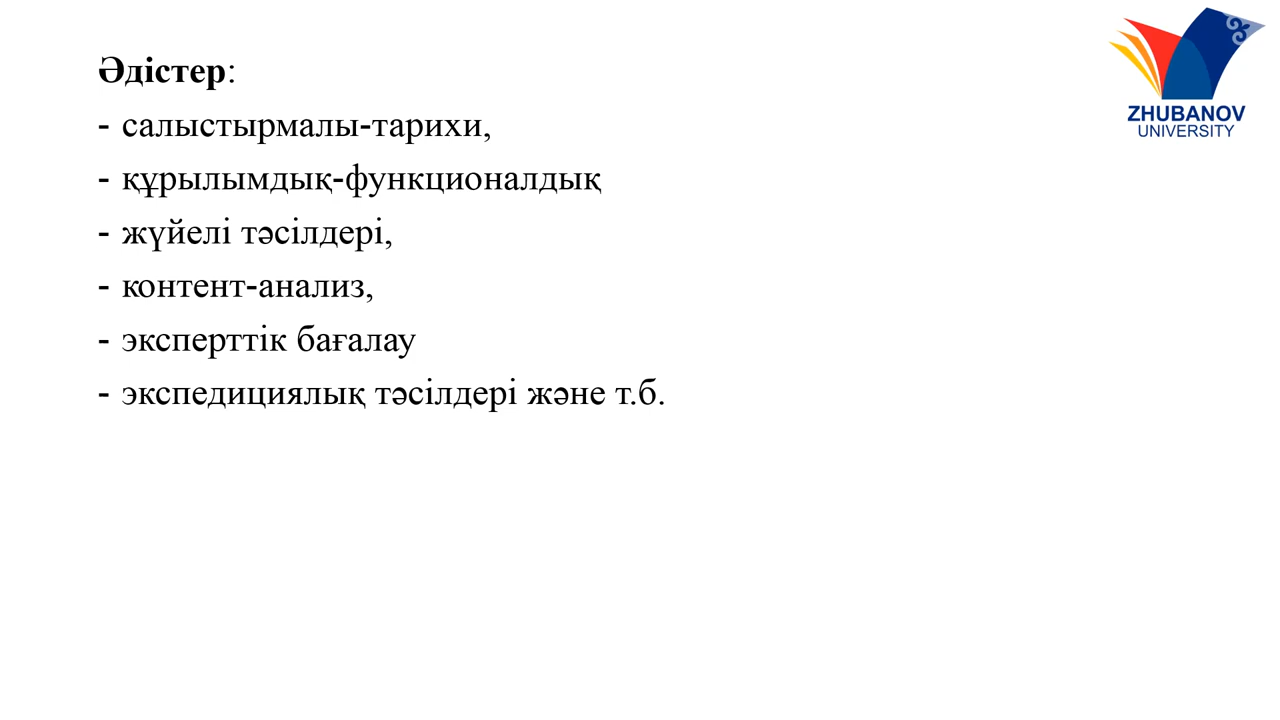 Әдістер:
- салыстырмалы-тарихи,
- құрылымдық-функционалдық
- жүйелі тәсілдері,
- контент-анализ,
- эксперттік бағалау
- экспедициялық тәсілдері және т.б.
ZHUBANOV
UNIVERSITY